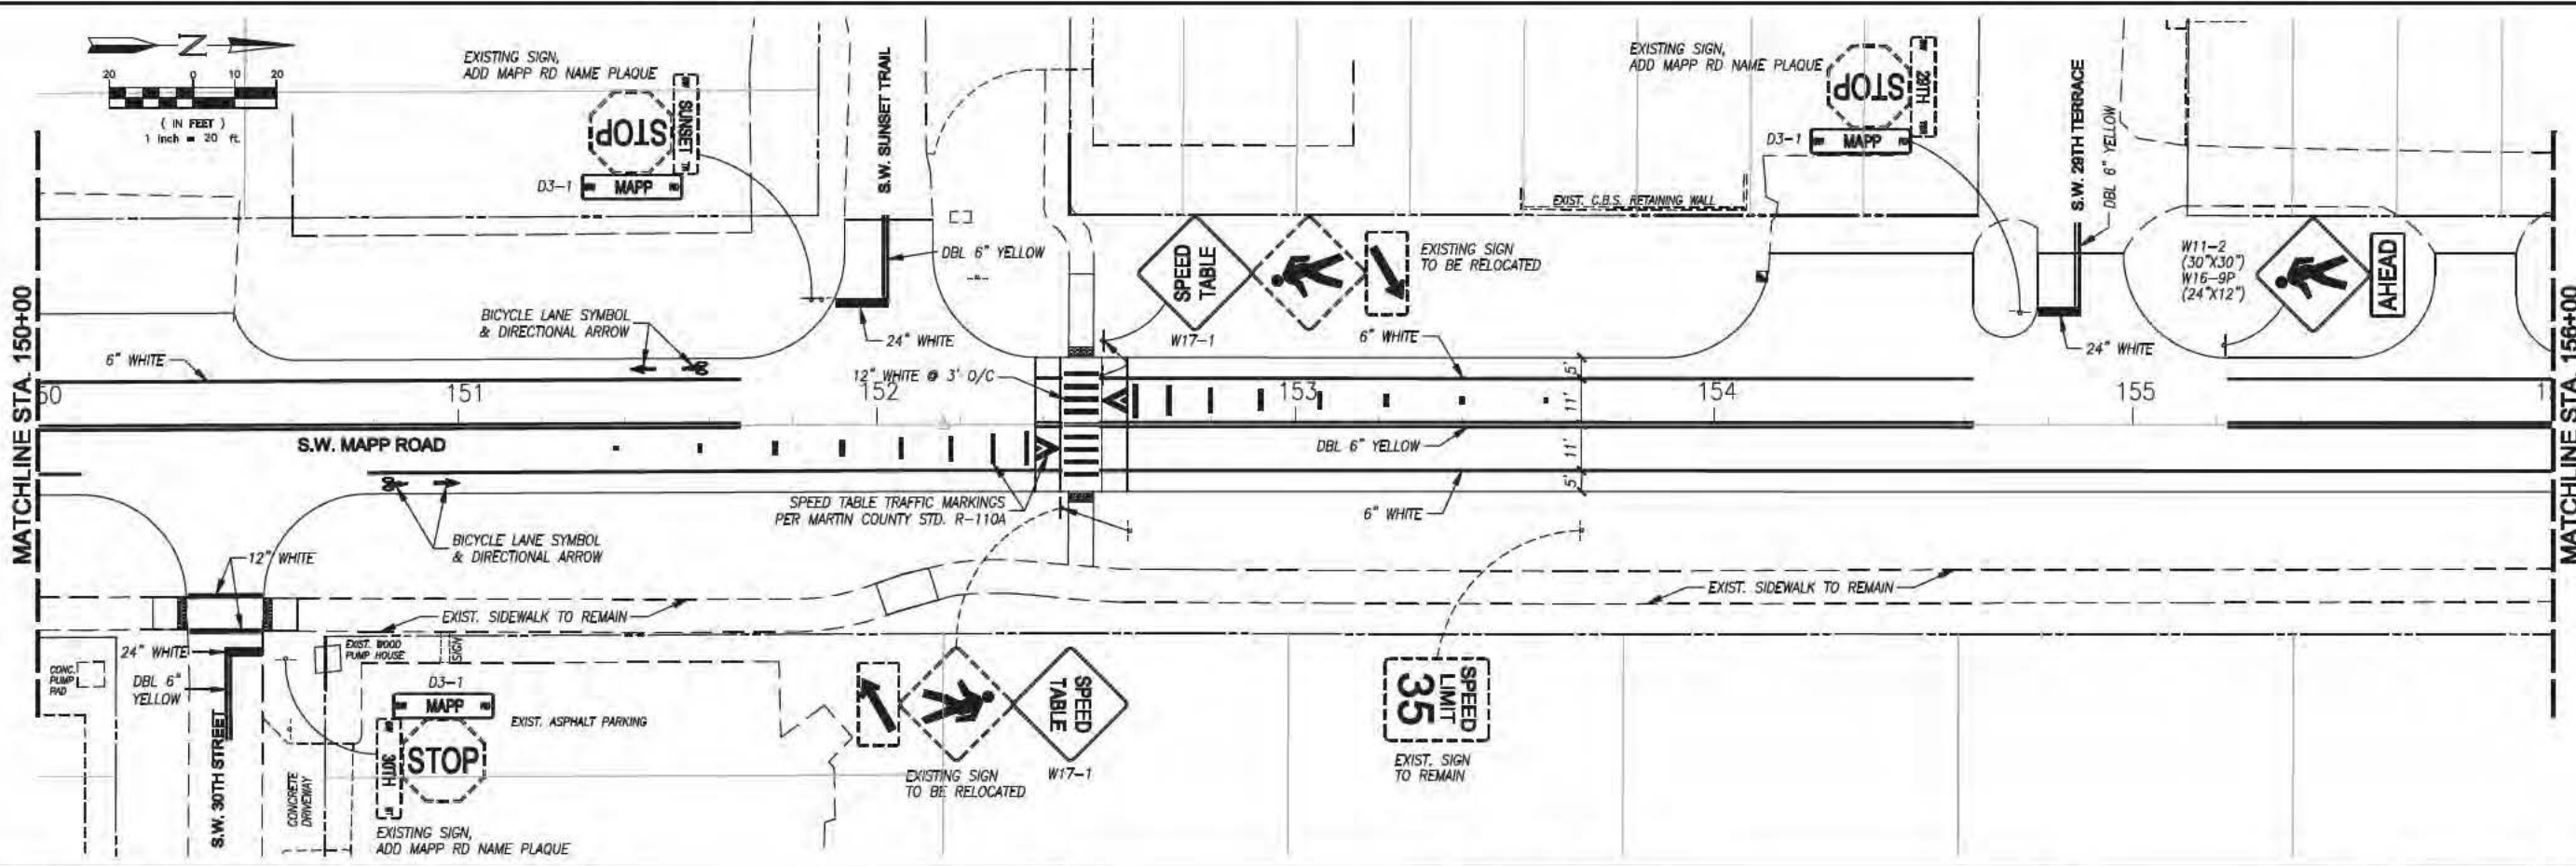 N
20 0 10 20
( IN FEET )
1 inch = 20 ft.
EXISTING SIGN,
ADD MAPP RD NAME PLAQUE
STOP
SUNSET
D3-1
MAPP RD
S.W. SUNSET TRAIL
DBL 6" YELLOW
24" WHITE
BICYCLE LANE SYMBOL
& DIRECTIONAL ARROW
6" WHITE
12" WHITE @ 3' O/C
SPEED
TABLE
W17-1
EXISTING SIGN
TO BE RELOCATED
EXIST. C.B.S. RETAINING WALL
6" WHITE
EXISTING SIGN,
ADD MAPP RD NAME PLAQUE
STOP
29TH TER
D3-1
MAPP RD
S.W. 29TH TERRACE
DBL 6" YELLOW
24" WHITE
W11-2
(30"X30")
W16-9P
(24"X12")
AHEAD
MATCHLINE STA. 150+00
MATCHLINE STA. 156+00
50 151 152 153 154 155
5'
11'
11'
5'
S.W. MAPP ROAD
DBL 6" YELLOW
6" WHITE
SPEED TABLE TRAFFIC MARKINGS
PER MARTIN COUNTY STD. R-110A
BICYCLE LANE SYMBOL
& DIRECTIONAL ARROW
12" WHITE
EXIST. SIDEWALK TO REMAIN
EXIST. SIDEWALK TO REMAIN
24" WHITE
DBL 6"
YELLOW
CONC.
PUMP
PAD
EXIST. WOOD
PUMP HOUSE
SIGN
S.W. 30TH STREET
CONCRETE
DRIVEWAY
D3-1
MAPP RD
30TH
STOP
EXIST. ASPHALT PARKING
EXISTING SIGN,
ADD MAPP RD NAME PLAQUE
SPEED
TABLE
W17-1
EXISTING SIGN
TO BE RELOCATED
SPEED
LIMIT
35
EXIST. SIGN
TO REMAIN